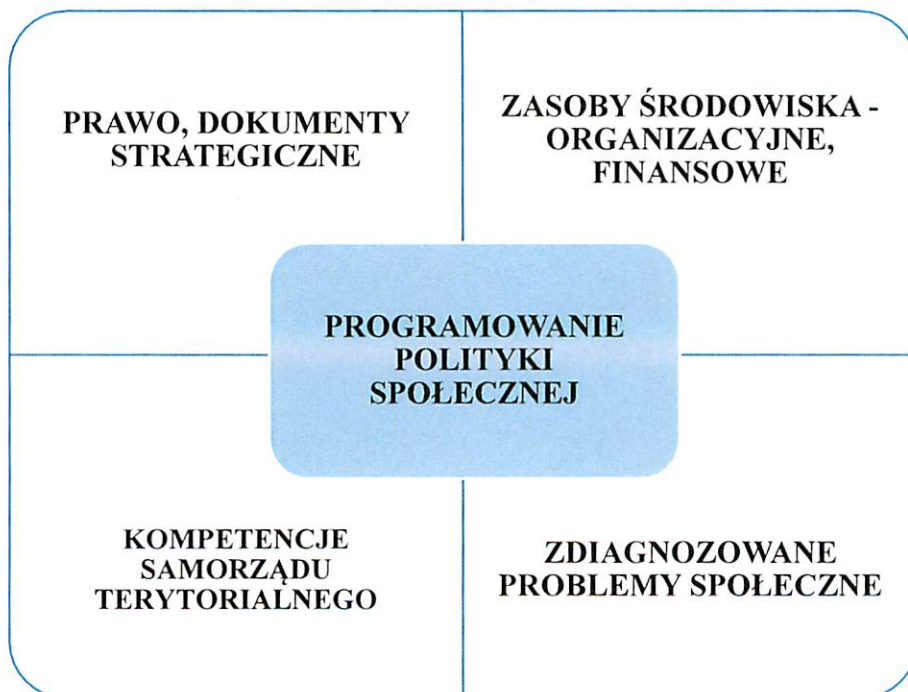 PRAWO, DOKUMENTY
STRATEGICZNE
ZASOBY ŚRODOWISKA -
ORGANIZACYJNE,
FINANSOWE
PROGRAMOWANIE
POLITYKI
SPOŁECZNEJ
KOMPETENCJE
SAMORZĄDU
TERYTORIALNEGO
ZDIAGNOZOWANE
PROBLEMY SPOŁECZNE